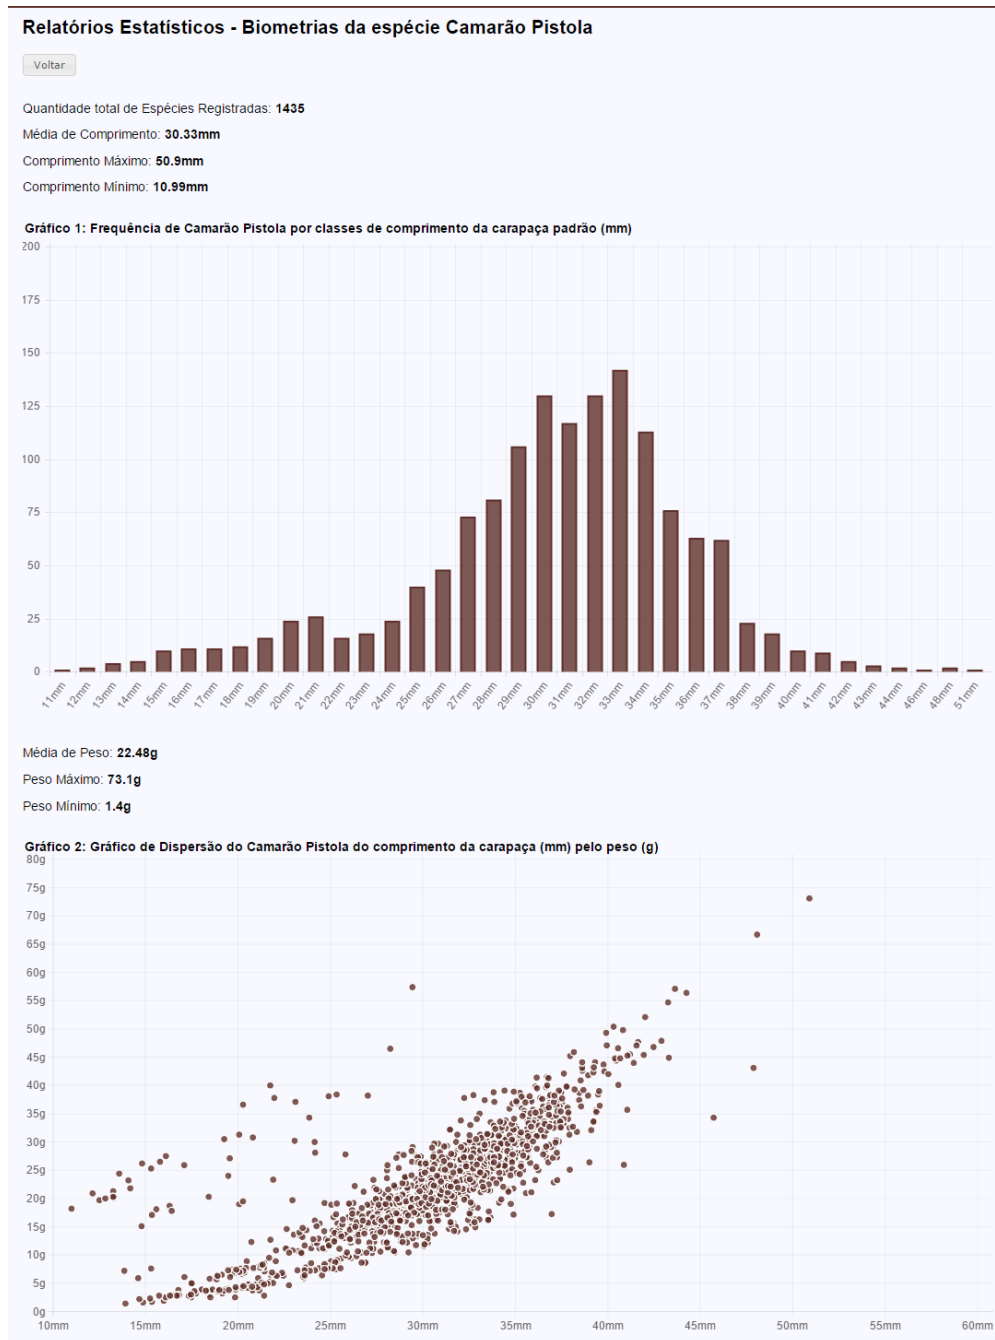 Relatórios Estatísticos - Biometrias da espécie Camarão Pistola
Voltar
Quantidade total de Espécies Registradas: 1435
Média de Comprimento: 30.33mm
Comprimento Máximo: 50.9mm
Comprimento Mínimo: 10.99mm
Gráfico 1: Frequência de Camarão Pistola por classes de comprimento da carapaça padrão (mm)
200
175
150
125
100
75
50
25
0
11mm 12mm 13mm 14mm 15mm 16mm 17mm 18mm 19mm 20mm 21mm 22mm 23mm 24mm 25mm 26mm 27mm 28mm 29mm 30mm 31mm 32mm 33mm 34mm 35mm 36mm 37mm 38mm 39mm 40mm 41mm 42mm 43mm 44mm 46mm 48mm 51mm
Média de Peso: 22.48g
Peso Máximo: 73.1g
Peso Mínimo: 1.4g
Gráfico 2: Gráfico de Dispersão do Camarão Pistola do comprimento da carapaça (mm) pelo peso (g)
80g
75g
70g
65g
60g
55g
50g
45g
40g
35g
30g
25g
20g
15g
10g
5g
0g
10mm 15mm 20mm 25mm 30mm 35mm 40mm 45mm 50mm 55mm 60mm